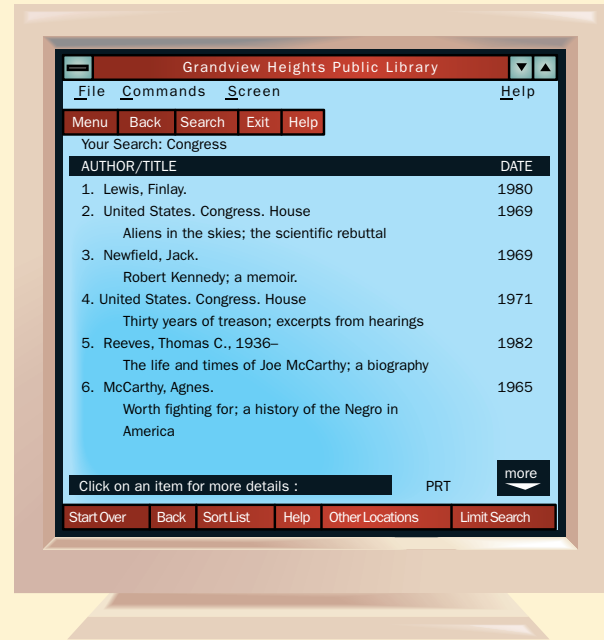 Grandview Heights Public Library
File Commands Screen Help
Menu Back Search Exit Help
Your Search: Congress
AUTHOR/TITLE DATE
1. Lewis, Finlay. 1980
2. United States. Congress. House 1969
Aliens in the skies; the scientific rebuttal
3. Newfield, Jack. 1969
Robert Kennedy; a memoir.
4. United States. Congress. House 1971
Thirty years of treason; excerpts from hearings
5. Reeves, Thomas C., 1936– 1982
The life and times of Joe McCarthy; a biography
6. McCarthy, Agnes. 1965
Worth fighting for; a history of the Negro in
America
more
Click on an item for more details : PRT
Start Over Back Sort List Help Other Locations Limit Search